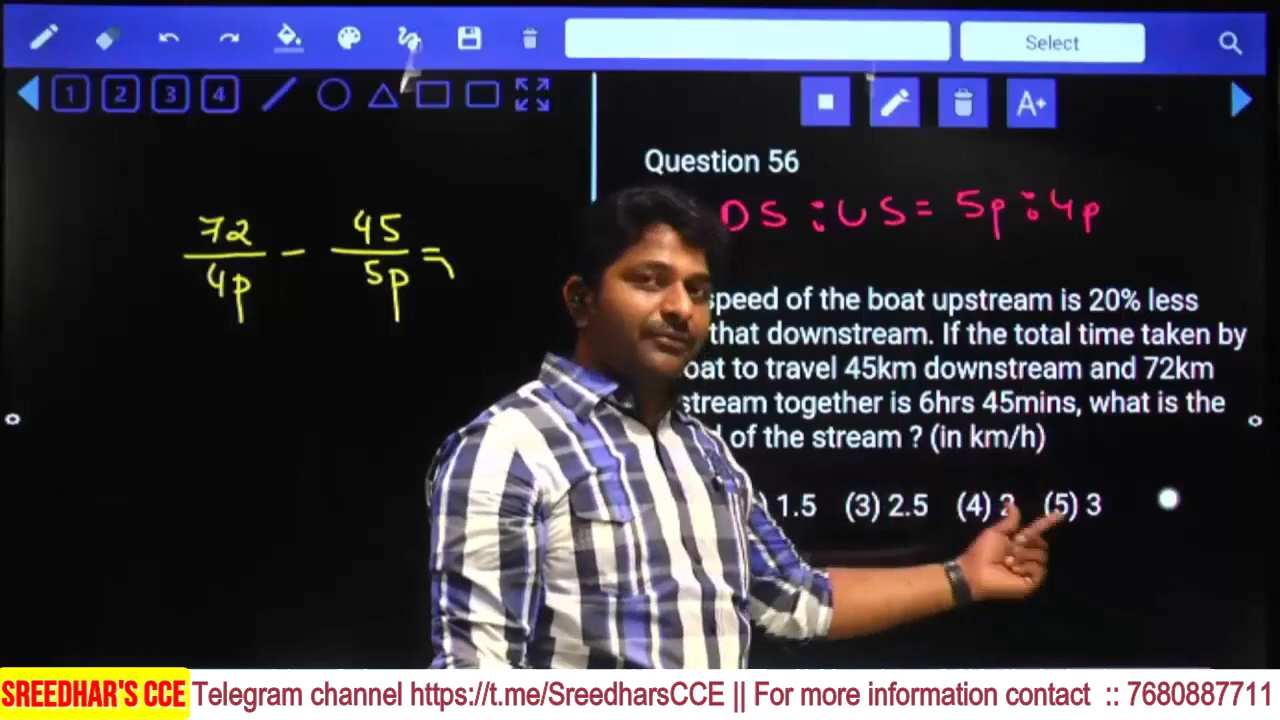 Select
1 2 3 4
A+
Question 56
DS : US = 5p : 4p
72/4p - 45/5p =
speed of the boat upstream is 20% less
that downstream. If the total time taken by
oat to travel 45km downstream and 72km
stream together is 6hrs 45mins, what is the
d of the stream ? (in km/h)
) 1.5 (3) 2.5 (4) 2 (5) 3
SREEDHAR'S CCE Telegram channel https://t.me/SreedharsCCE || For more information contact :: 7680887711